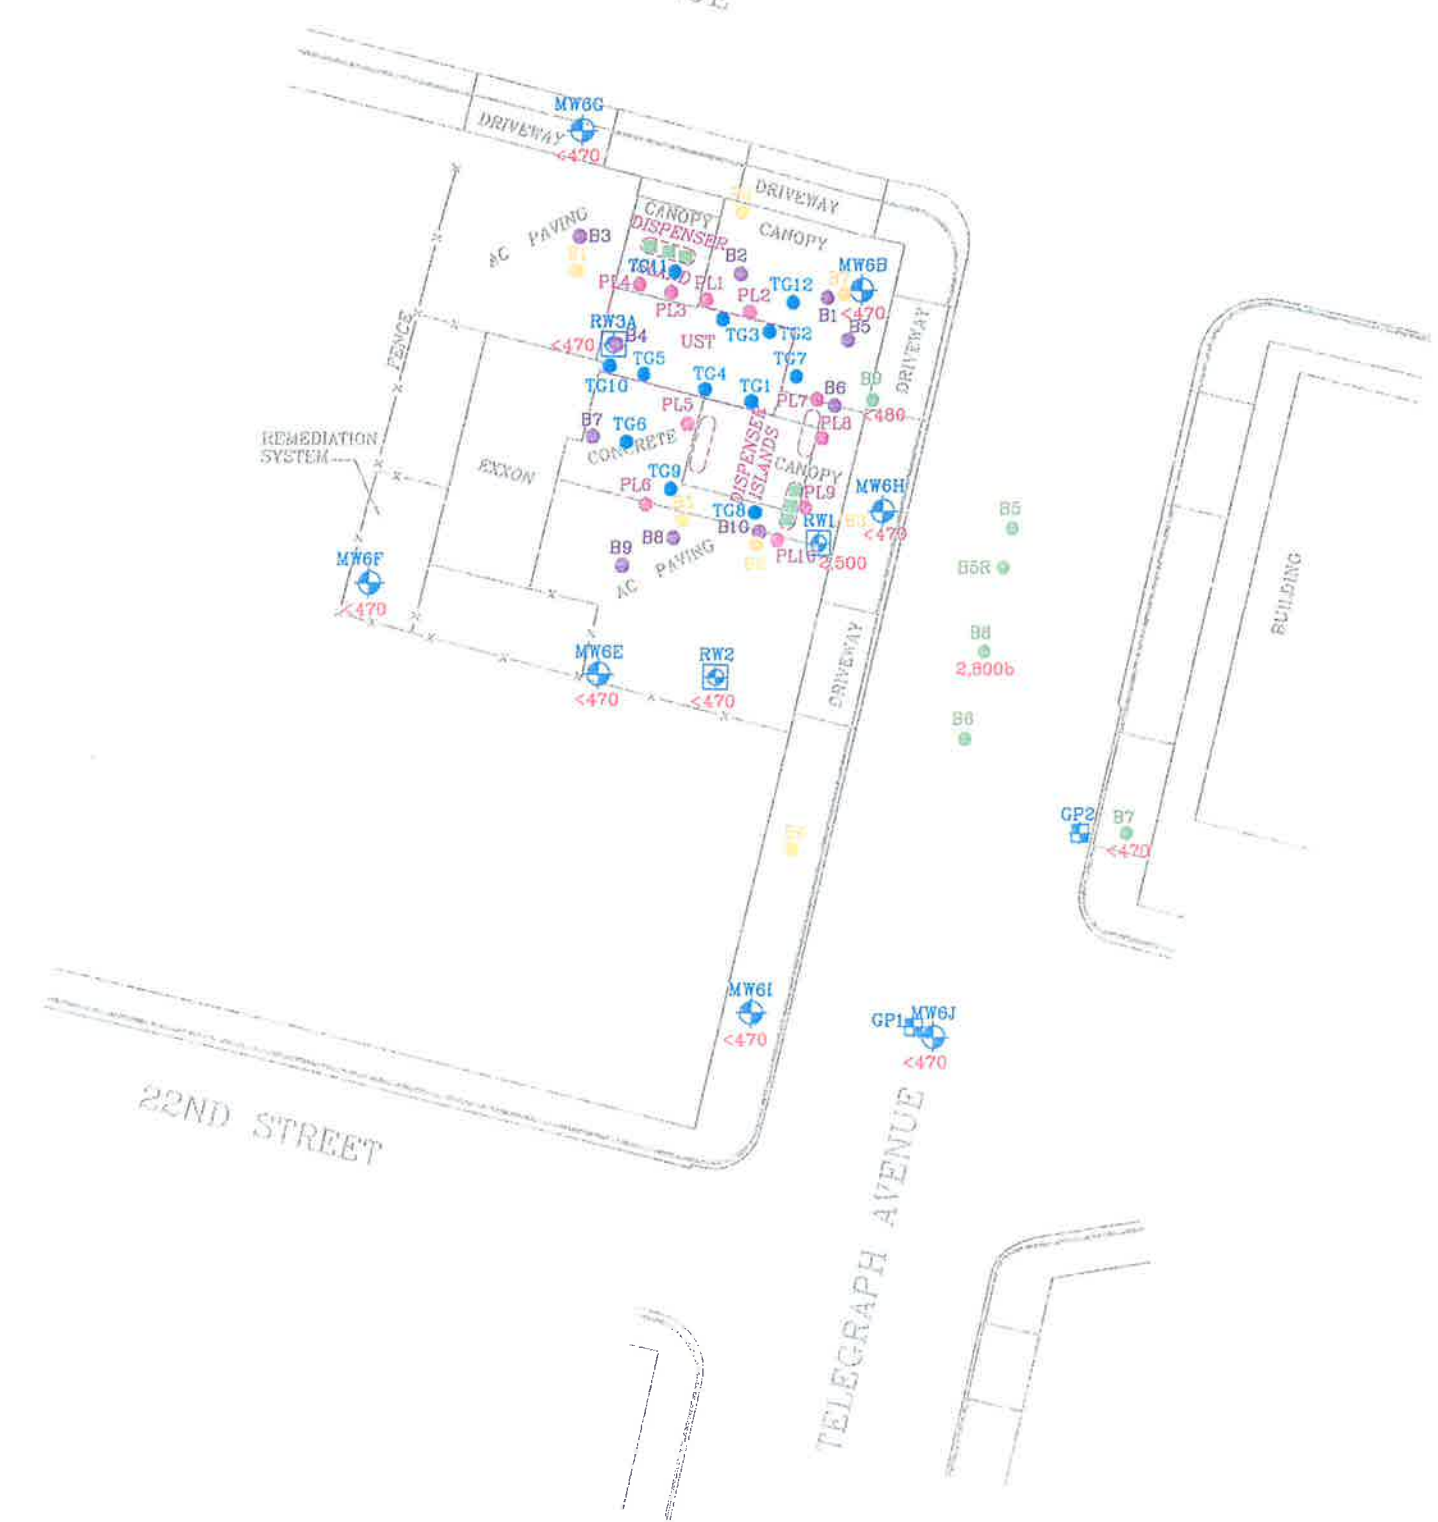 MW6G
DRIVEWAY
<470
DRIVEWAY
CANOPY
DISPENSER
CANOPY
AC PAVING
B3
B2
TG11
MW6B
PL4
PL3
PL1
PL2
TG12
B1
<470
B5
RW3A
<470
B4
UST
TG3
TG2
DRIVEWAY
FENCE
TG10
TG5
TG4
TG7
TG1
PL7
B6
B9
<480
PL5
PL8
B7
TG6
CONCRETE
REMEDIATION
SYSTEM
EXXON
DISPENSER
ISLANDS
CANOPY
TG9
PL6
PL9
MW6H
TG8
RW1
B3
<470
B10
PL10
2,500
B8
B9
AC PAVING
B5
B5R
BUILDING
MW6F
<470
B8
2,800b
MW6E
<470
RW2
<470
DRIVEWAY
B6
GP2
B7
<470
MW6I
<470
GP1
MW6J
<470
22ND STREET
TELEGRAPH AVENUE